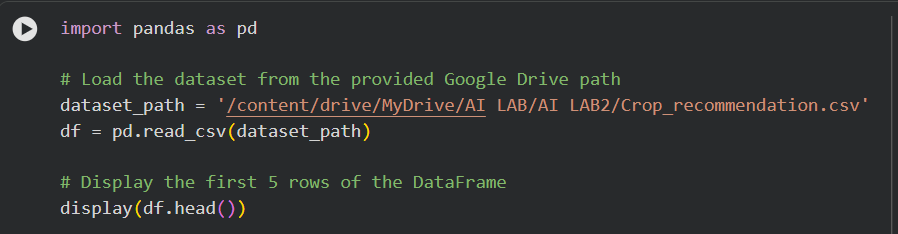 import pandas as pd
# Load the dataset from the provided Google Drive path
dataset_path = '/content/drive/MyDrive/AI LAB/AI LAB2/Crop_recommendation.csv'
df = pd.read_csv(dataset_path)
# Display the first 5 rows of the DataFrame
display(df.head())